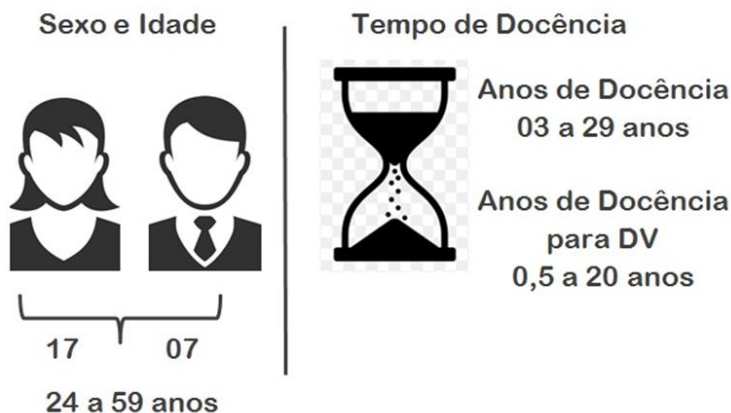 Sexo e Idade
17 07
24 a 59 anos
Tempo de Docência
Anos de Docência
03 a 29 anos
Anos de Docência
para DV
0,5 a 20 anos